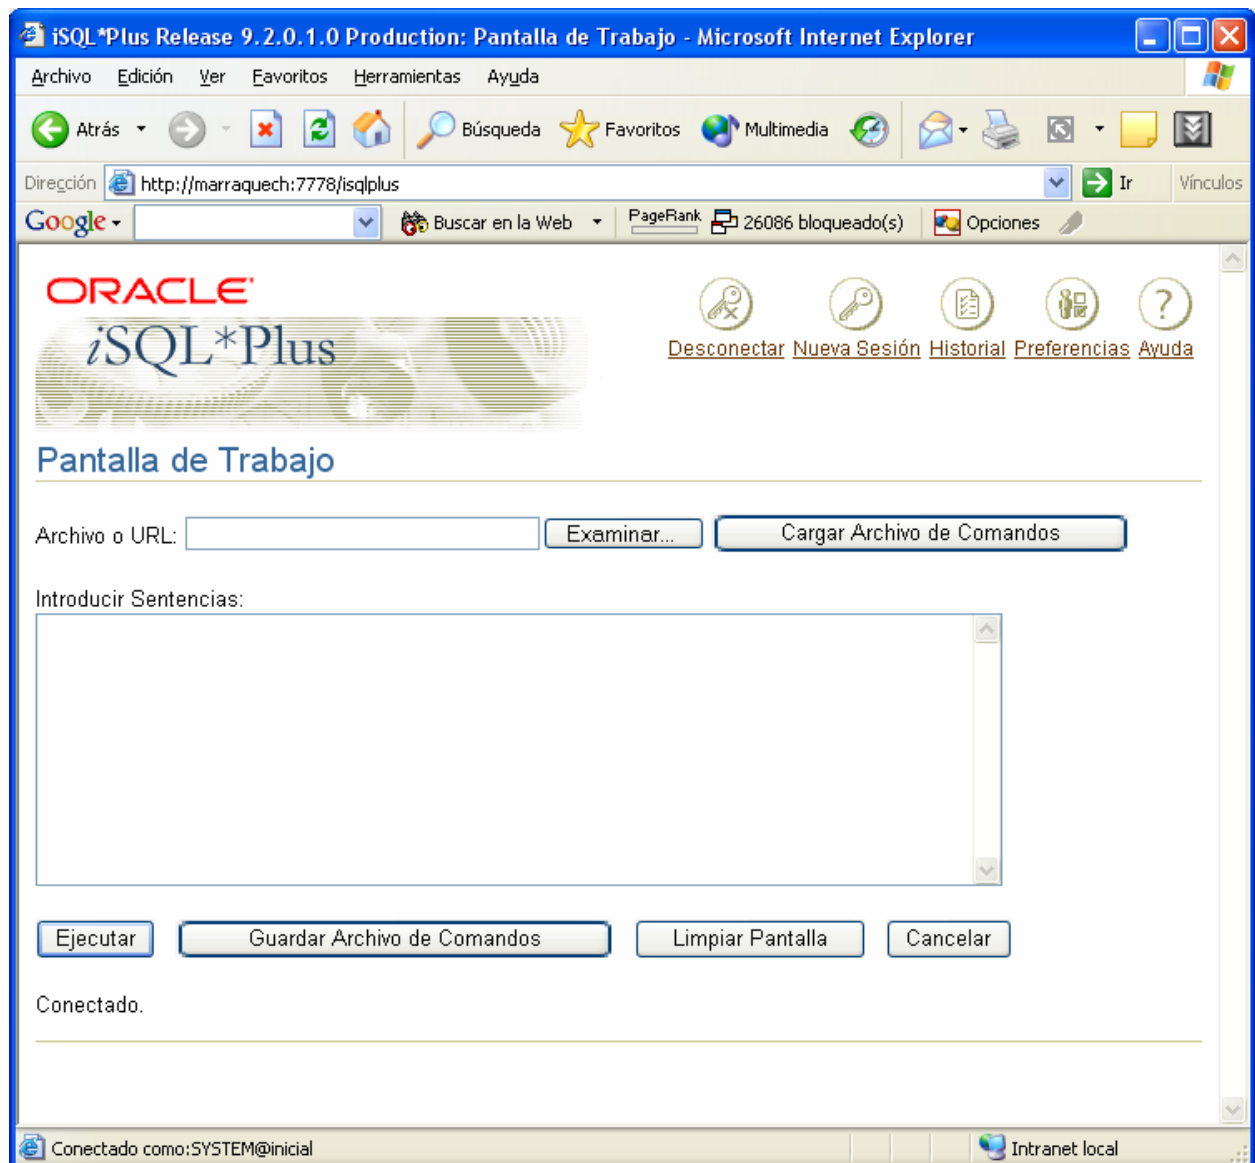 iSQL*Plus Release 9.2.0.1.0 Production: Pantalla de Trabajo - Microsoft Internet Explorer
Archivo Edición Ver Favoritos Herramientas Ayuda
Atrás Búsqueda Favoritos Multimedia
Dirección http://marraquech:7778/isqlplus Ir Vínculos
Google Buscar en la Web PageRank 26086 bloqueado(s) Opciones
ORACLE
iSQL*Plus
Desconectar Nueva Sesión Historial Preferencias Ayuda
Pantalla de Trabajo
Archivo o URL: Examinar... Cargar Archivo de Comandos
Introducir Sentencias:
Ejecutar Guardar Archivo de Comandos Limpiar Pantalla Cancelar
Conectado.
Conectado como:SYSTEM@inicial Intranet local